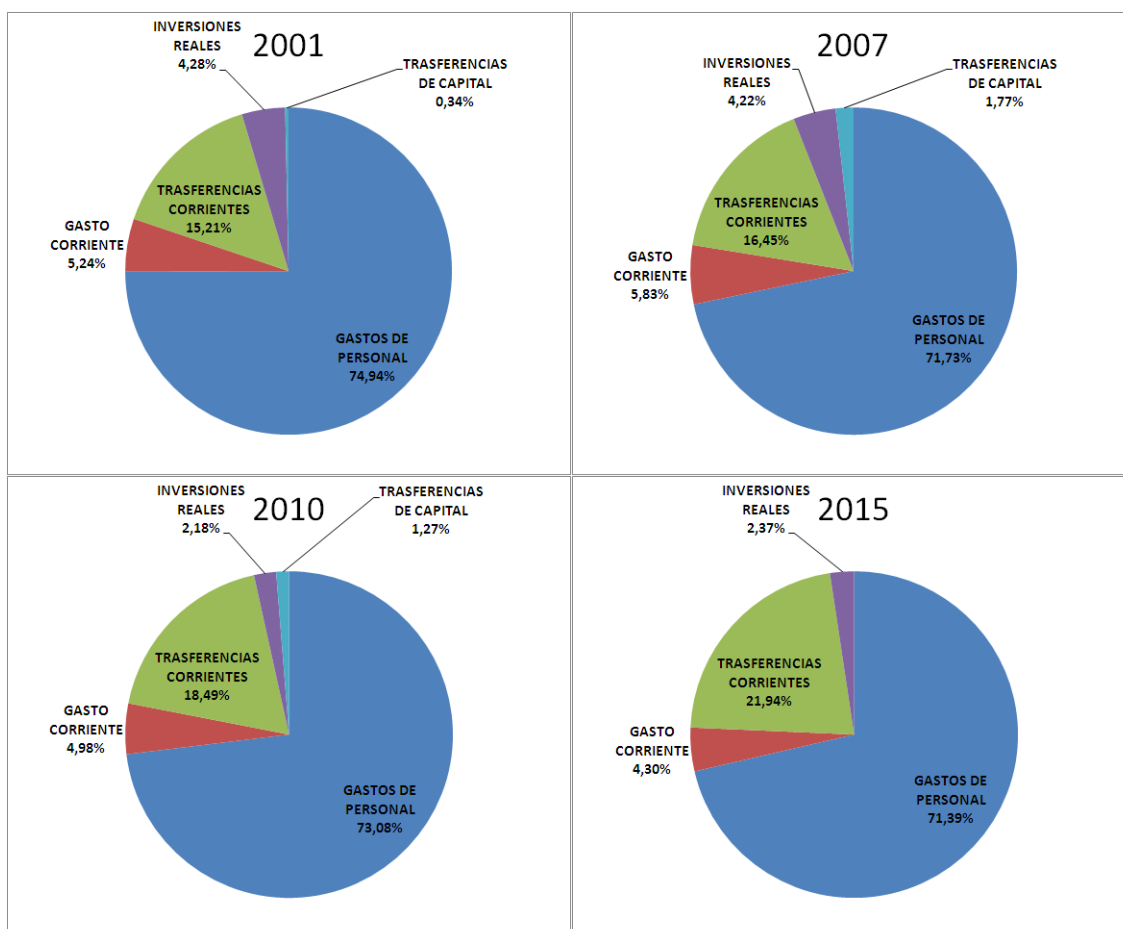 2001
INVERSIONES
REALES
4,28%
TRASFERENCIAS
DE CAPITAL
0,34%
TRASFERENCIAS
CORRIENTES
15,21%
GASTO
CORRIENTE
5,24%
GASTOS DE
PERSONAL
74,94%
2007
INVERSIONES
REALES
4,22%
TRASFERENCIAS
DE CAPITAL
1,77%
TRASFERENCIAS
CORRIENTES
16,45%
GASTO
CORRIENTE
5,83%
GASTOS DE
PERSONAL
71,73%
2010
INVERSIONES
REALES
2,18%
TRASFERENCIAS
DE CAPITAL
1,27%
TRASFERENCIAS
CORRIENTES
18,49%
GASTO
CORRIENTE
4,98%
GASTOS DE
PERSONAL
73,08%
2015
INVERSIONES
REALES
2,37%
TRASFERENCIAS
CORRIENTES
21,94%
GASTO
CORRIENTE
4,30%
GASTOS DE
PERSONAL
71,39%